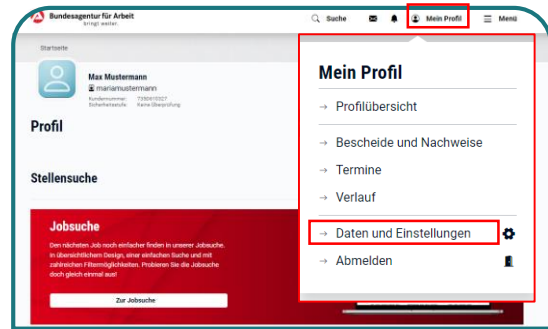 Bundesagentur für Arbeit
bringt weiter.
Suche
Mein Profil
Menü
Startseite
Max Mustermann
mariamustermann
Kundennummer:
Sicherheitsstufe: Keine Überprüfung
Profil
Stellensuche
Jobsuche
Den nächsten Job noch einfacher finden in unserer Jobsuche.
In übersichtlichem Design, einer einfachen Suche und mit
zahlreichen Filtermöglichkeiten. Probieren Sie die Jobsuche
doch gleich einmal aus!
Zur Jobsuche
Mein Profil
→ Profilübersicht
→ Bescheide und Nachweise
→ Termine
→ Verlauf
→ Daten und Einstellungen
→ Abmelden